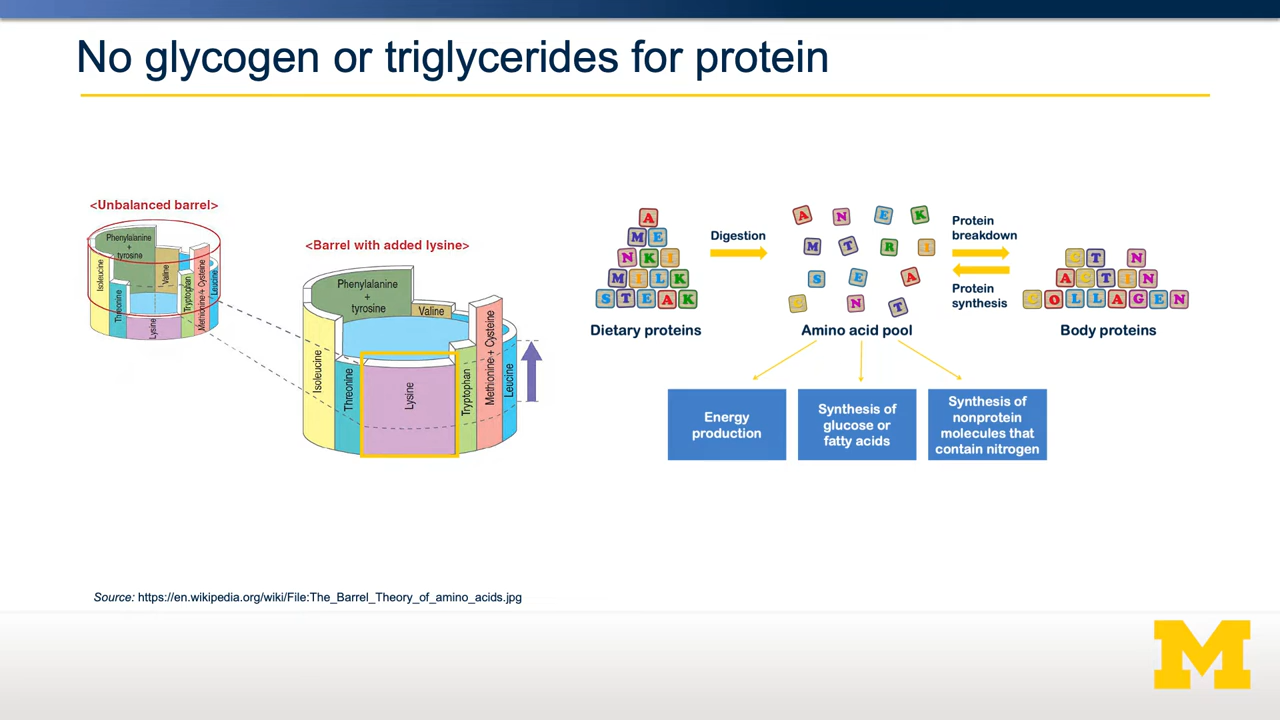 No glycogen or triglycerides for protein
<Unbalanced barrel>
Phenylalanine
+
tyrosine
Isoleucine
Threonine
Lysine
Valine
Tryptophan
Methionine+ Cysteine
Leucine
<Barrel with added lysine>
Phenylalanine
+
tyrosine
Valine
Isoleucine
Threonine
Lysine
Tryptophan
Methionine+ Cysteine
Leucine
A
M E
N K I
M I L K
S T E A K
Dietary proteins
Digestion
A N E K
M T R I
S E A
C N T
Amino acid pool
Protein
breakdown
Protein
synthesis
C T N
A C T I N
C O L L A G E N
Body proteins
Energy
production
Synthesis of
glucose or
fatty acids
Synthesis of
nonprotein
molecules that
contain nitrogen
Source: https://en.wikipedia.org/wiki/File:The_Barrel_Theory_of_amino_acids.jpg
M